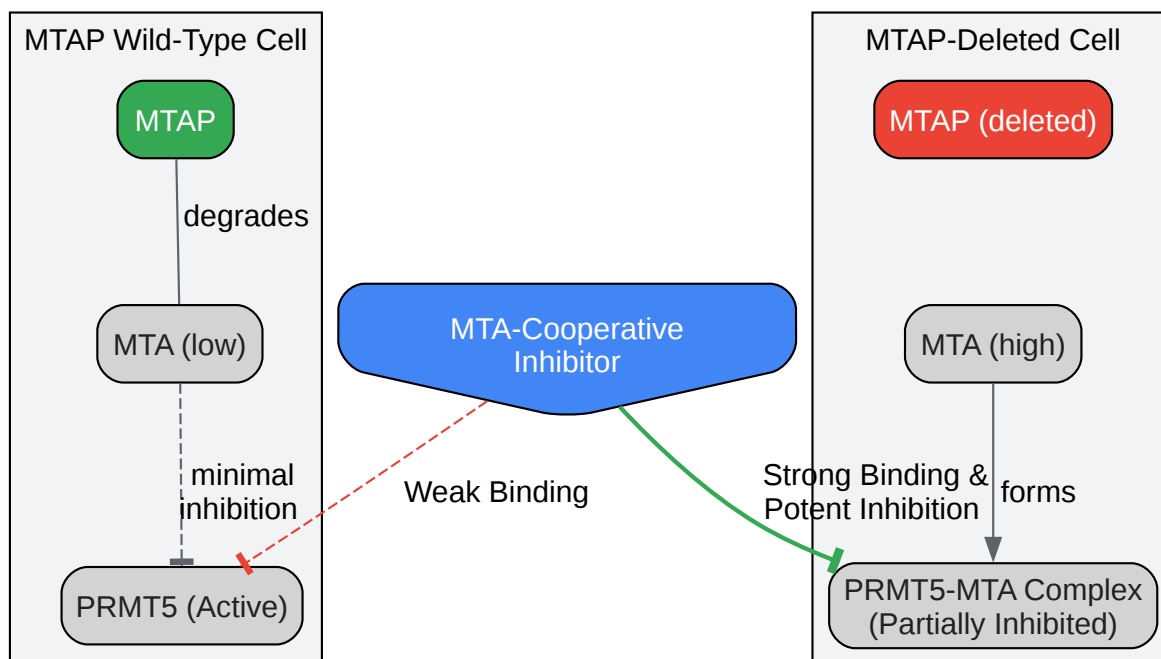 MTAP Wild-Type Cell
MTAP-Deleted Cell
MTAP
MTAP (deleted)
degrades
MTA (low)
MTA-Cooperative
Inhibitor
MTA (high)
minimal
inhibition
Weak Binding
Strong Binding &
Potent Inhibition
forms
PRMT5 (Active)
PRMT5-MTA Complex
(Partially Inhibited)